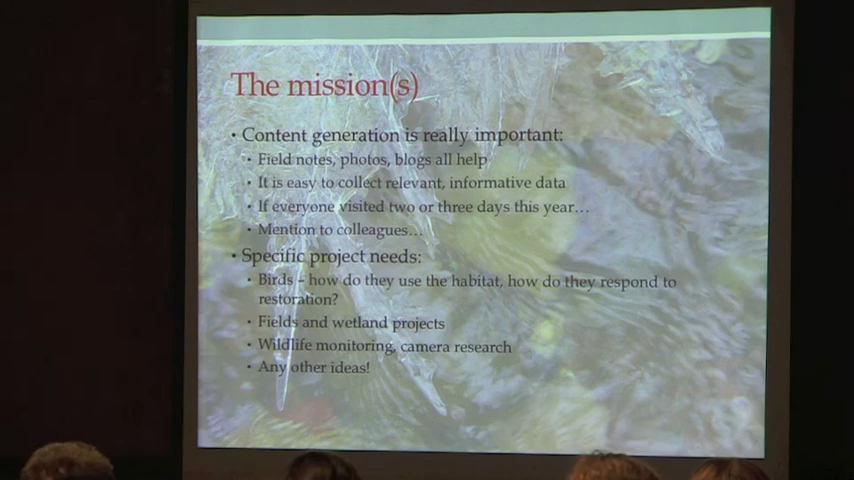 The mission(s)
• Content generation is really important:
• Field notes, photos, blogs all help
• It is easy to collect relevant, informative data
• If everyone visited two or three days this year…
• Mention to colleagues…
• Specific project needs:
• Birds – how do they use the habitat, how do they respond to
restoration?
• Fields and wetland projects
• Wildlife monitoring, camera research
• Any other ideas!